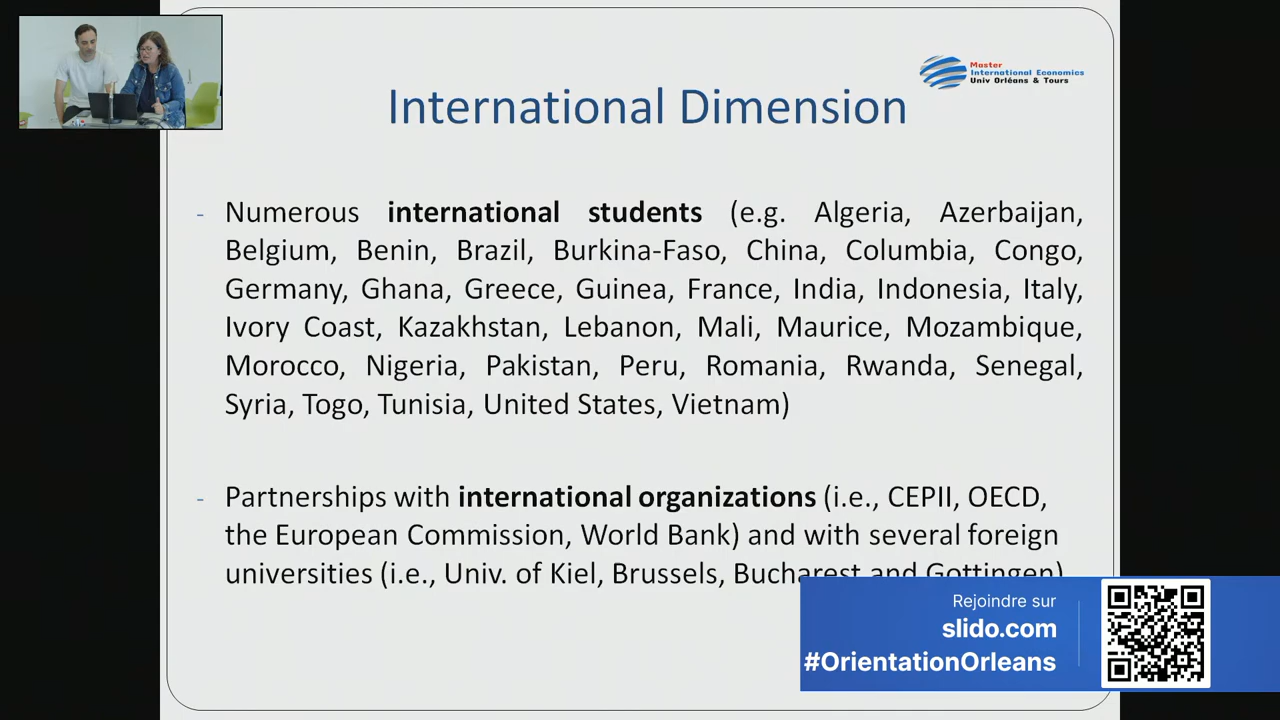 Master
International Economics
Univ Orléans & Tours
International Dimension
- Numerous international students (e.g. Algeria, Azerbaijan,
Belgium, Benin, Brazil, Burkina-Faso, China, Columbia, Congo,
Germany, Ghana, Greece, Guinea, France, India, Indonesia, Italy,
Ivory Coast, Kazakhstan, Lebanon, Mali, Maurice, Mozambique,
Morocco, Nigeria, Pakistan, Peru, Romania, Rwanda, Senegal,
Syria, Togo, Tunisia, United States, Vietnam)
- Partnerships with international organizations (i.e., CEPII, OECD,
the European Commission, World Bank) and with several foreign
universities (i.e., Univ. of Kiel, Brussels, Bucharest and Gottingen)
Rejoindre sur
slido.com
#OrientationOrleans